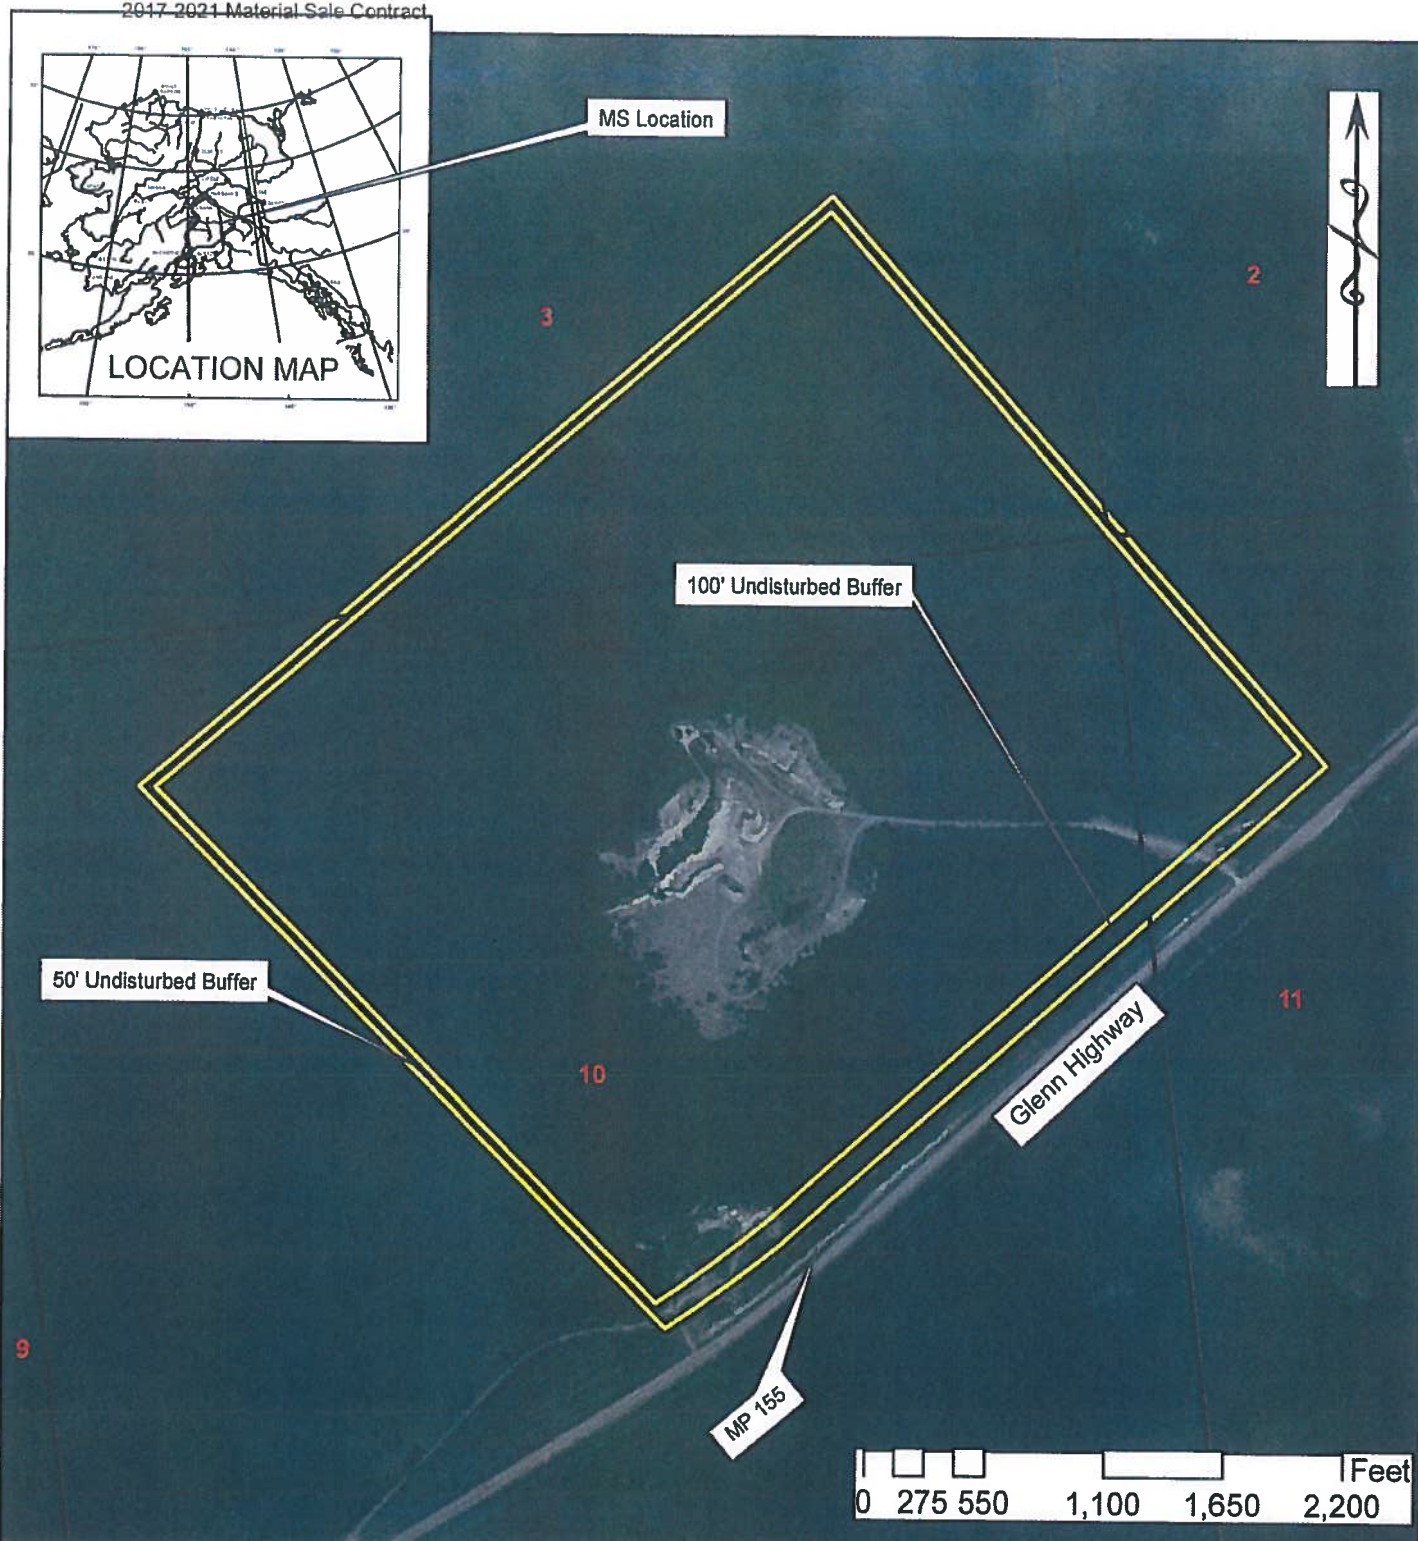 2017-2021 Material Sale Contract
MS Location
LOCATION MAP
2
3
100' Undisturbed Buffer
50' Undisturbed Buffer
11
Glenn Highway
10
9
MP 155
Feet
0 275 550 1,100 1,650 2,200